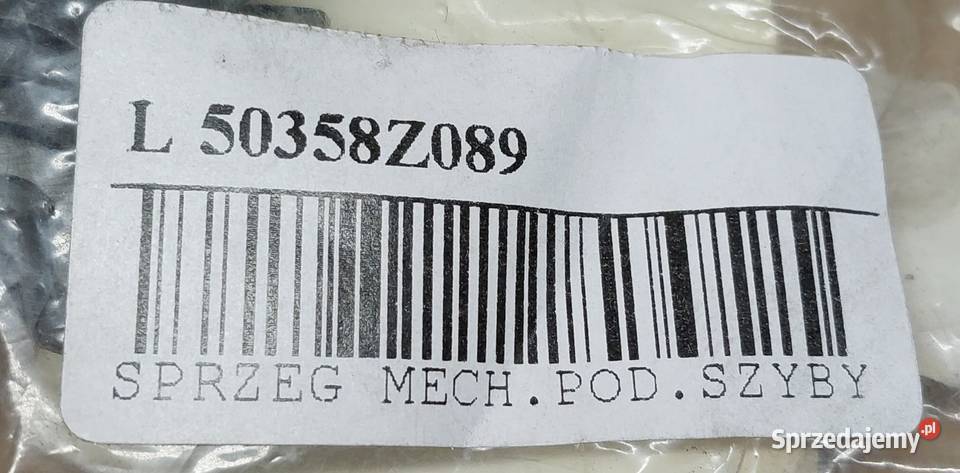 L 50358Z089
SPRZEG MECH.POD.SZYBY
Sprzedajemy.pl